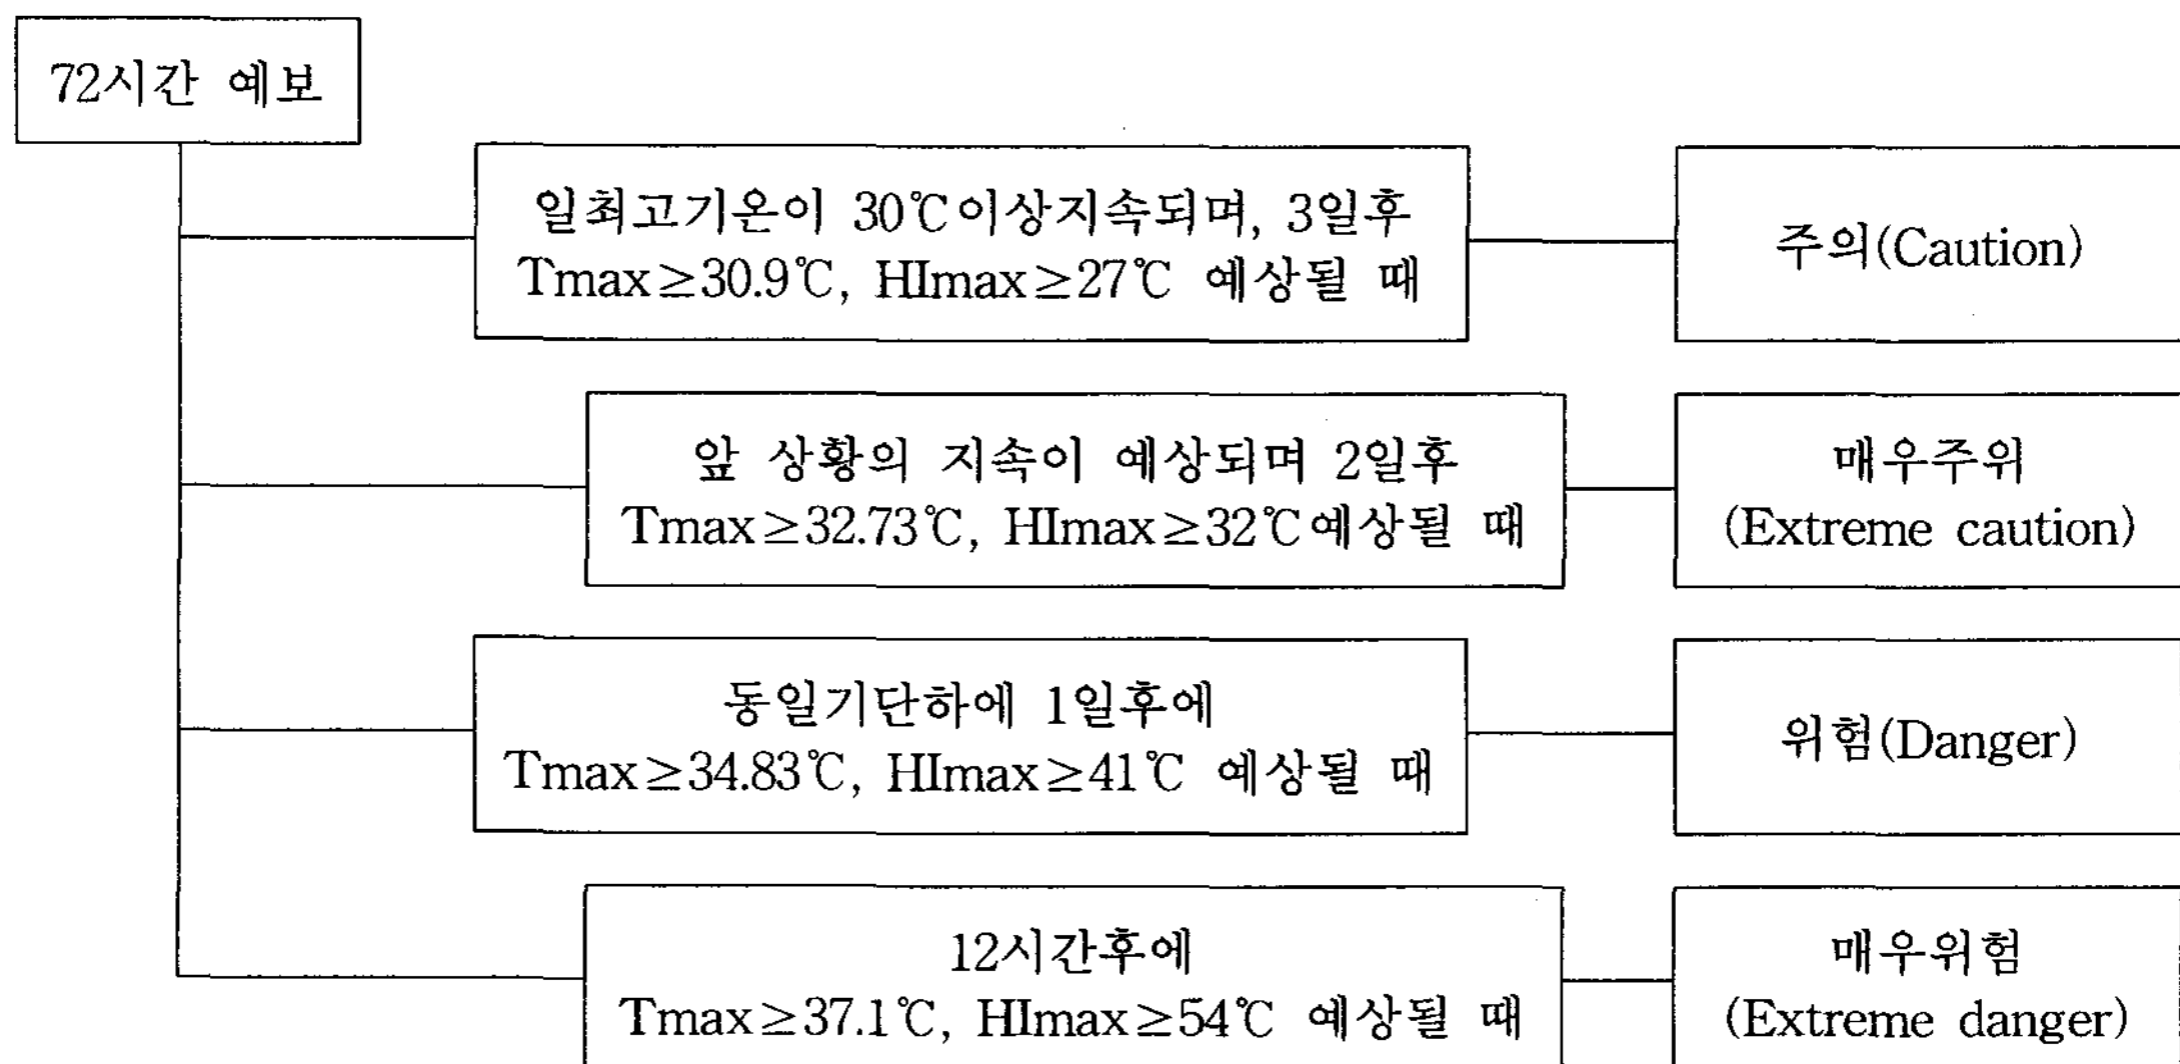 72시간 예보
일최고기온이 30℃이상지속되며, 3일후
Tmax≥30.9℃, HImax≥27℃ 예상될 때
주의(Caution)
앞 상황의 지속이 예상되며 2일후
Tmax≥32.73℃, HImax≥32℃예상될 때
매우주위
(Extreme caution)
동일기단하에 1일후에
Tmax≥34.83℃, HImax≥41℃ 예상될 때
위험(Danger)
12시간후에
Tmax≥37.1℃, HImax≥54℃ 예상될 때
매우위험
(Extreme danger)